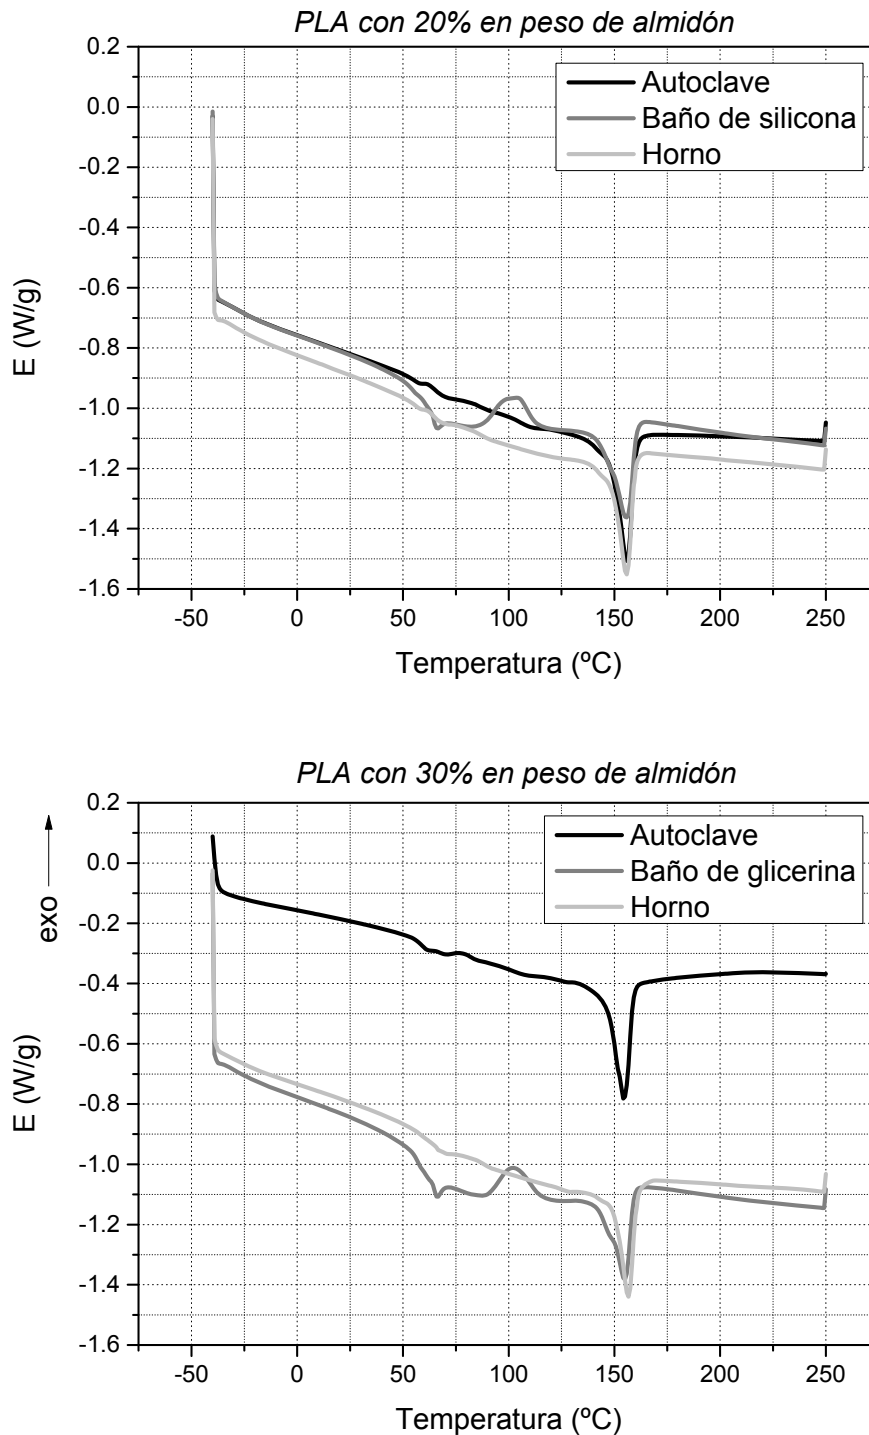 PLA con 20% en peso de almidón
0.2
0.0
-0.2
-0.4
-0.6
-0.8
-1.0
-1.2
-1.4
-1.6
E (W/g)
Autoclave
Baño de silicona
Horno
-50 0 50 100 150 200 250
Temperatura (ºC)
PLA con 30% en peso de almidón
0.2
0.0
-0.2
-0.4
-0.6
-0.8
-1.0
-1.2
-1.4
-1.6
exo
E (W/g)
Autoclave
Baño de glicerina
Horno
-50 0 50 100 150 200 250
Temperatura (ºC)